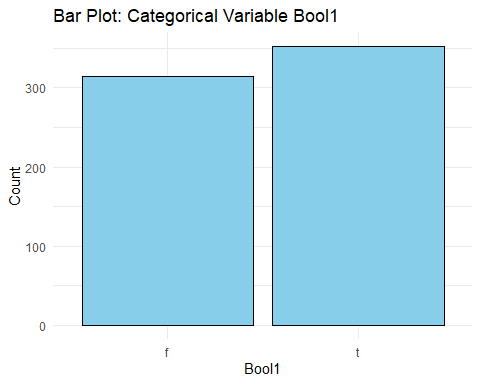 Bar Plot: Categorical Variable Bool1
Count
300
200
100
0
f
t
Bool1